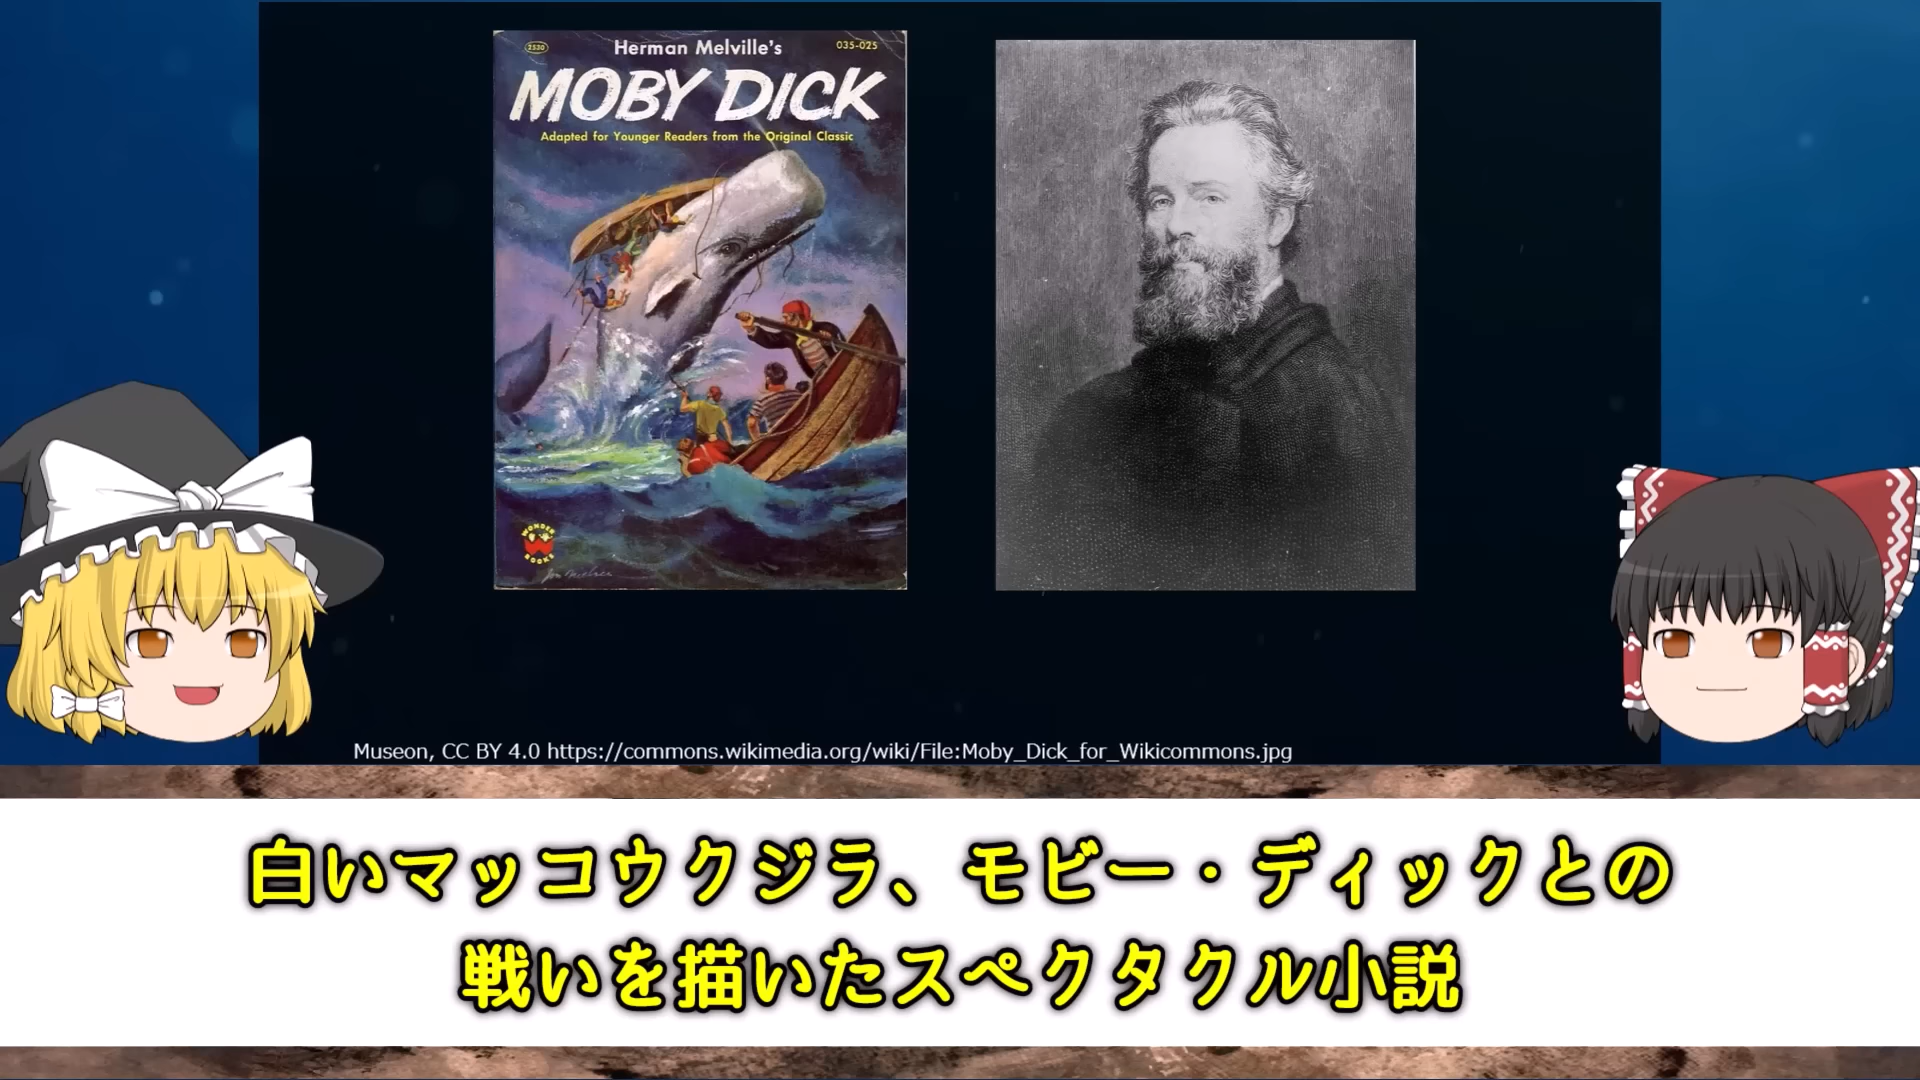 2530
Herman Melville's
035-025
MOBY DICK
Adapted for Younger Readers from the Original Classic
WONDER
BOOKS
Museon, CC BY 4.0 https://commons.wikimedia.org/wiki/File:Moby_Dick_for_Wikicommons.jpg
白いマッコウクジラ、モビー・ディックとの
戦いを描いたスペクタクル小説